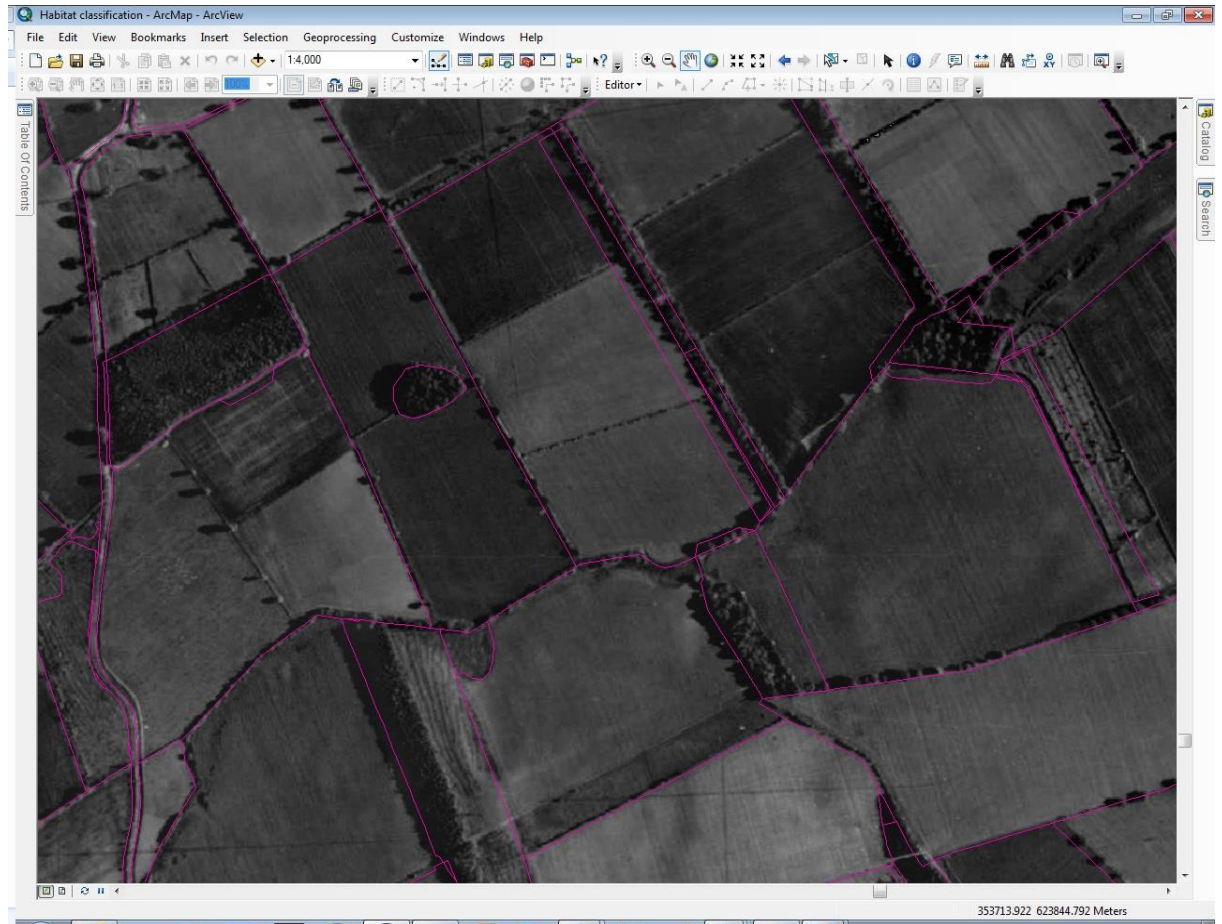 Habitat classification - ArcMap - ArcView
File Edit View Bookmarks Insert Selection Geoprocessing Customize Windows Help
1:4,000
100%
Editor
Table Of Contents
Catalog
Search
353713.922 623844.792 Meters